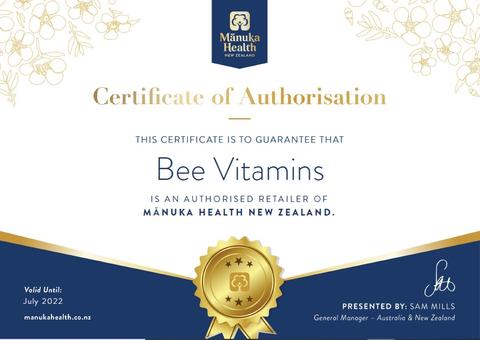 Mānuka
Health
NEW ZEALAND
Certificate of Authorisation
THIS CERTIFICATE IS TO GUARANTEE THAT
Bee Vitamins
IS AN AUTHORISED RETAILER OF
MĀNUKA HEALTH NEW ZEALAND.
Valid Until:
July 2022
manukahealth.co.nz
PRESENTED BY: SAM MILLS
General Manager – Australia & New Zealand